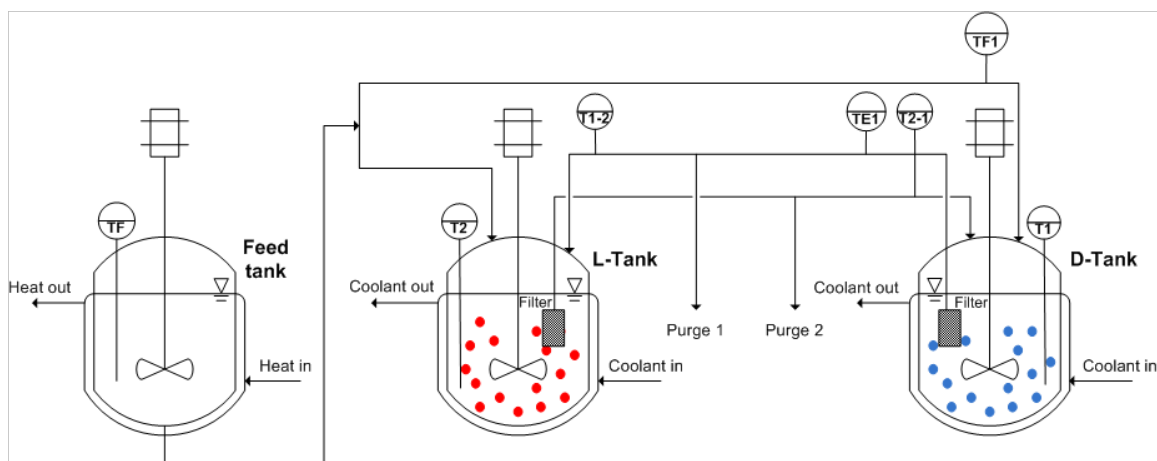 TF1
T1-2
TE1
T2-1
TF
T2
T1
Feed
tank
L-Tank
D-Tank
Heat out
Coolant out
Filter
Purge 1
Purge 2
Coolant out
Filter
Heat in
Coolant in
Coolant in